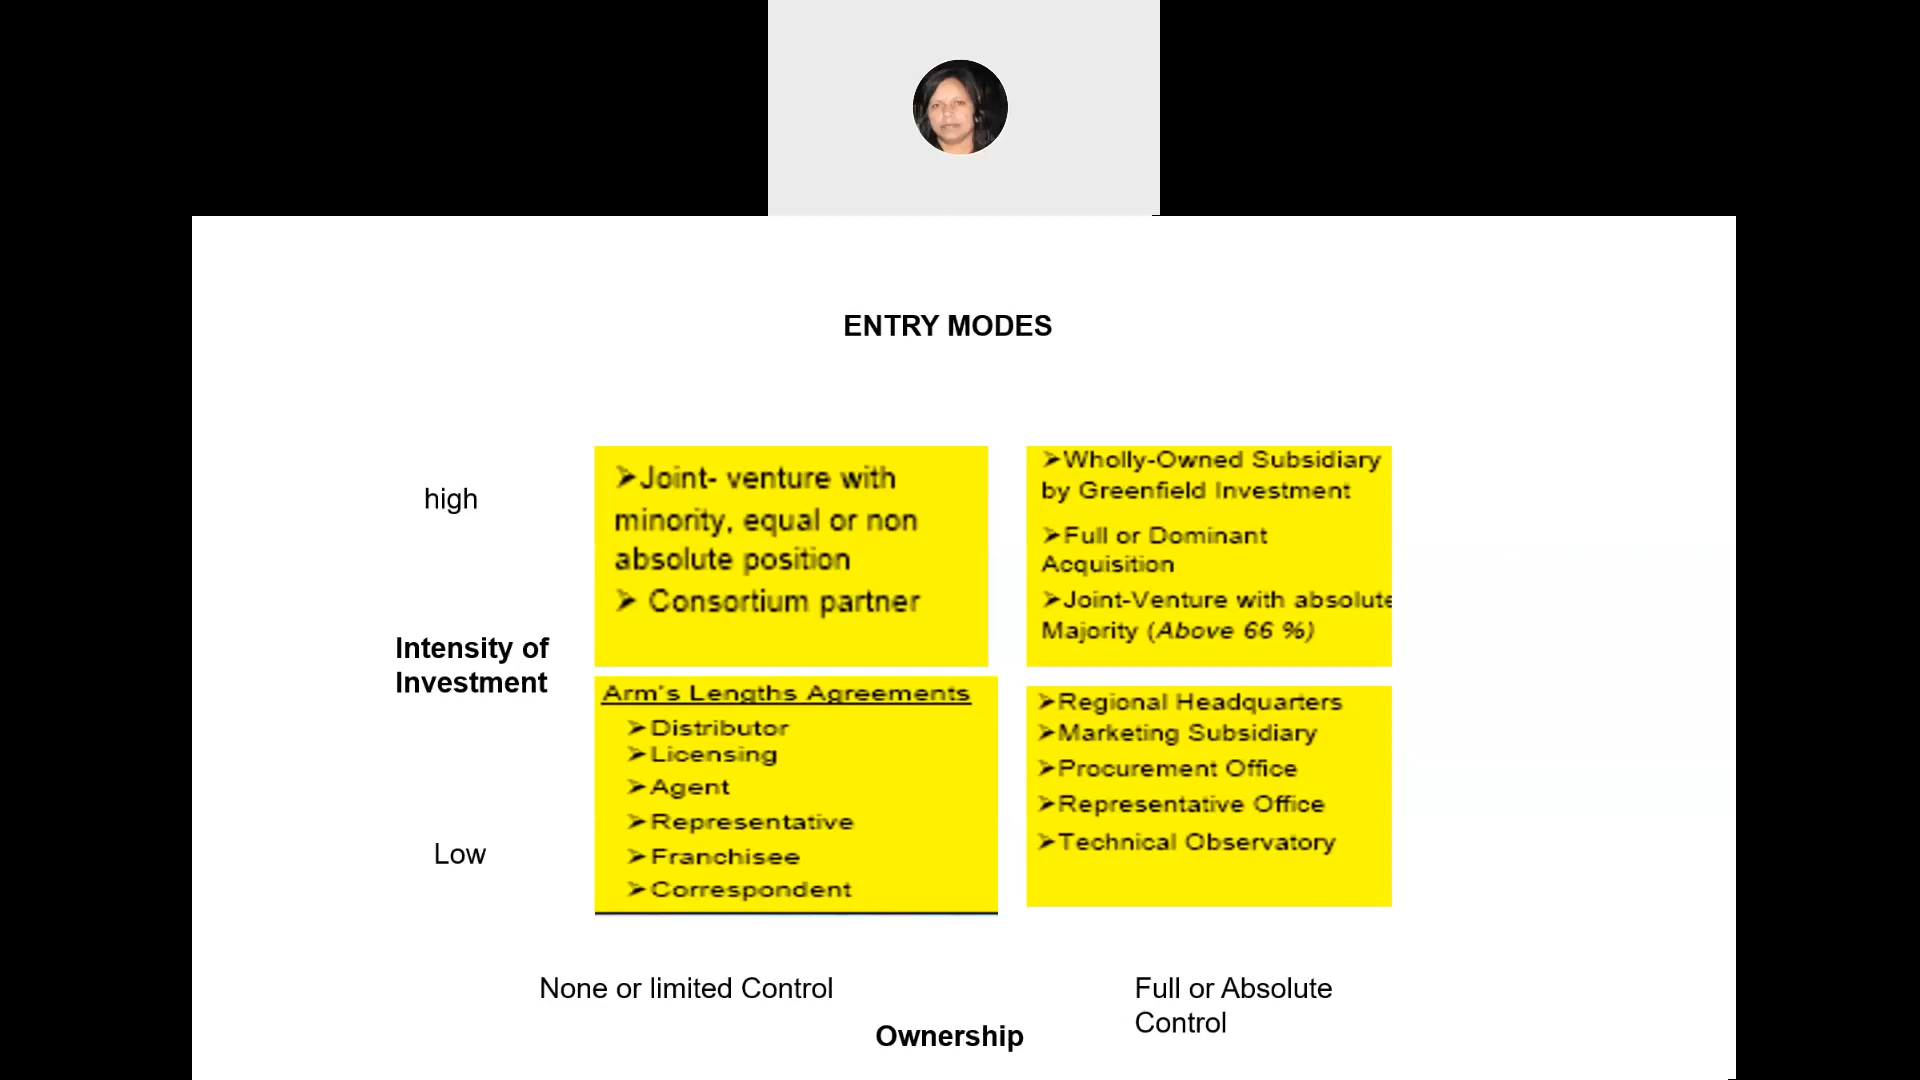 ENTRY MODES
high
➢Joint- venture with
minority, equal or non
absolute position
➢ Consortium partner
➢Wholly-Owned Subsidiary
by Greenfield Investment
➢Full or Dominant
Acquisition
➢Joint-Venture with absolute
Majority (Above 66 %)
Intensity of
Investment
Arm's Lengths Agreements
➢Distributor
➢Licensing
➢Agent
➢Representative
➢Franchisee
➢Correspondent
➢Regional Headquarters
➢Marketing Subsidiary
➢Procurement Office
➢Representative Office
➢Technical Observatory
Low
None or limited Control
Full or Absolute
Control
Ownership